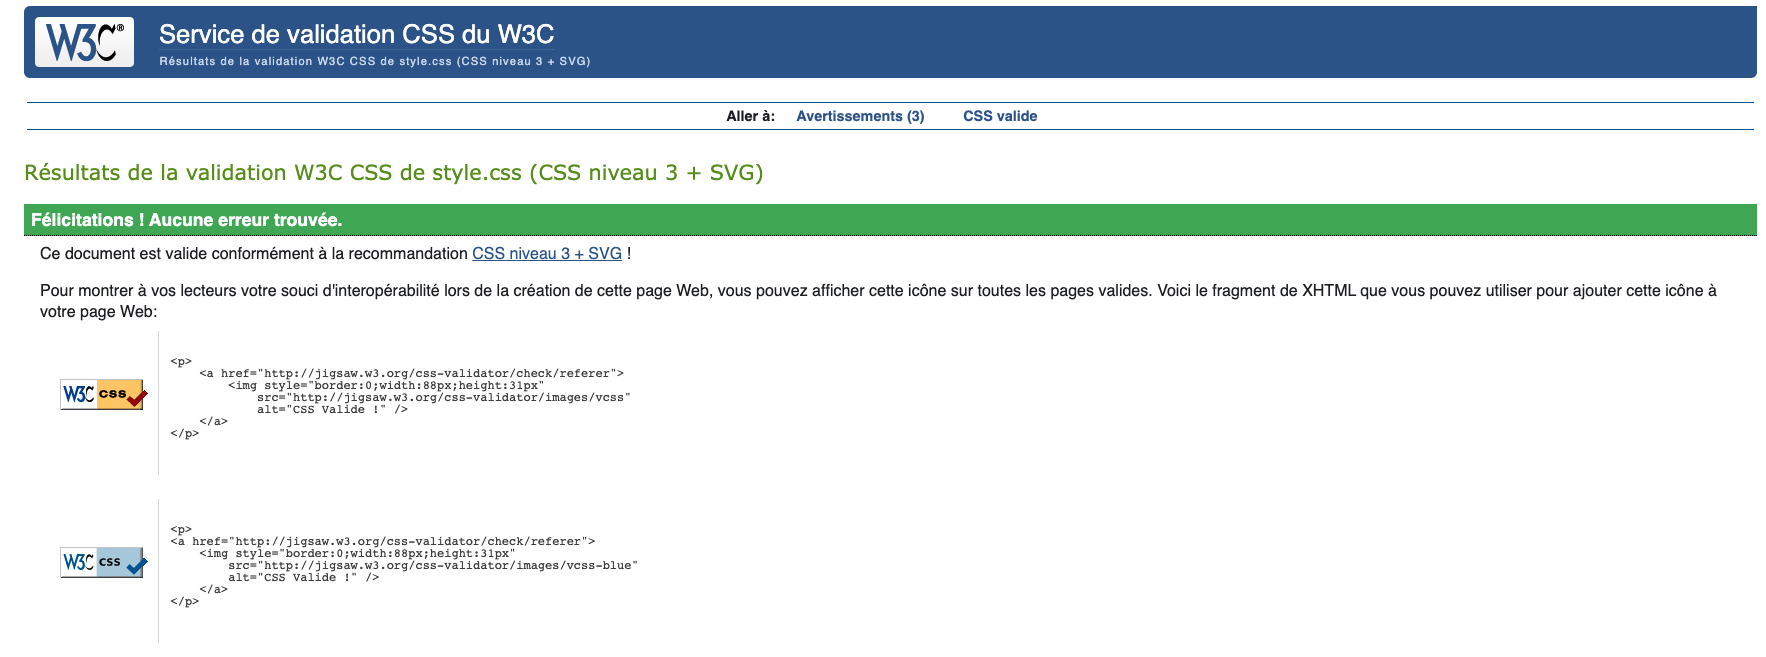 W3C®
Service de validation CSS du W3C
Résultats de la validation W3C CSS de style.css (CSS niveau 3 + SVG)
Aller à: Avertissements (3) CSS valide
Résultats de la validation W3C CSS de style.css (CSS niveau 3 + SVG)
Félicitations ! Aucune erreur trouvée.
Ce document est valide conformément à la recommandation CSS niveau 3 + SVG !
Pour montrer à vos lecteurs votre souci d'interopérabilité lors de la création de cette page Web, vous pouvez afficher cette icône sur toutes les pages valides. Voici le fragment de XHTML que vous pouvez utiliser pour ajouter cette icône à
votre page Web:
W3C css
<p>
    <a href="http://jigsaw.w3.org/css-validator/check/referer">
        <img style="border:0;width:88px;height:31px"
            src="http://jigsaw.w3.org/css-validator/images/vcss"
            alt="CSS Valide !" />
    </a>
</p>
W3C css
<p>
<a href="http://jigsaw.w3.org/css-validator/check/referer">
    <img style="border:0;width:88px;height:31px"
        src="http://jigsaw.w3.org/css-validator/images/vcss-blue"
        alt="CSS Valide !" />
    </a>
</p>